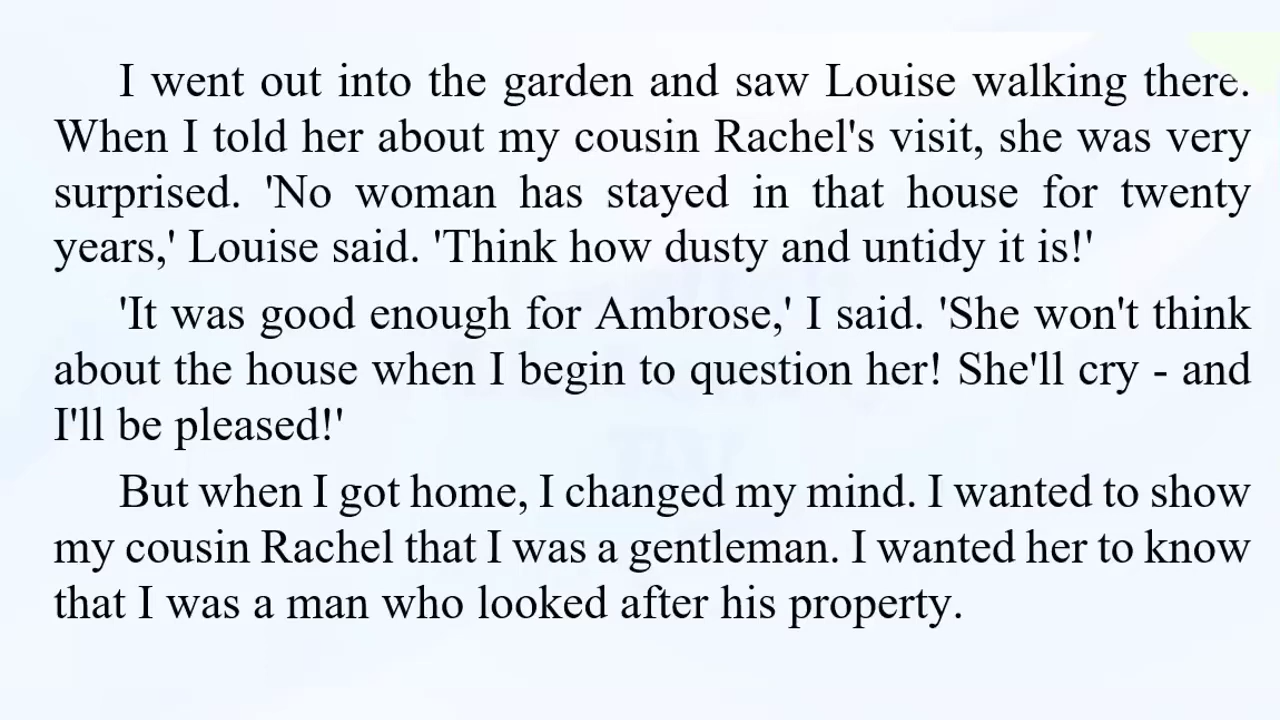 I went out into the garden and saw Louise walking there.
When I told her about my cousin Rachel's visit, she was very
surprised. 'No woman has stayed in that house for twenty
years,' Louise said. 'Think how dusty and untidy it is!'
'It was good enough for Ambrose,' I said. 'She won't think
about the house when I begin to question her! She'll cry - and
I'll be pleased!'
But when I got home, I changed my mind. I wanted to show
my cousin Rachel that I was a gentleman. I wanted her to know
that I was a man who looked after his property.